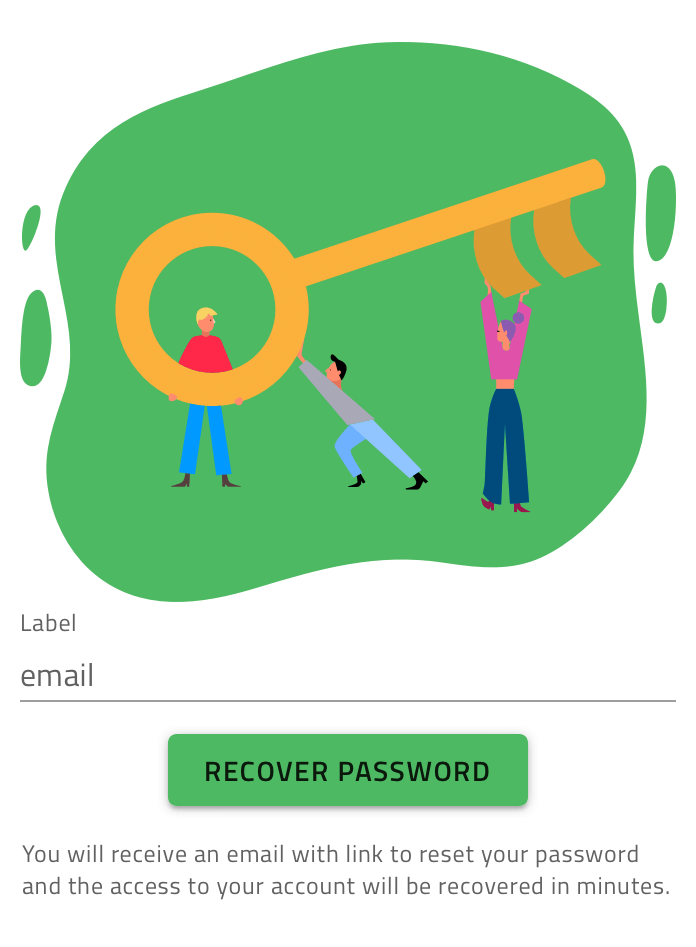 Label
email
RECOVER PASSWORD
You will receive an email with link to reset your password
and the access to your account will be recovered in minutes.